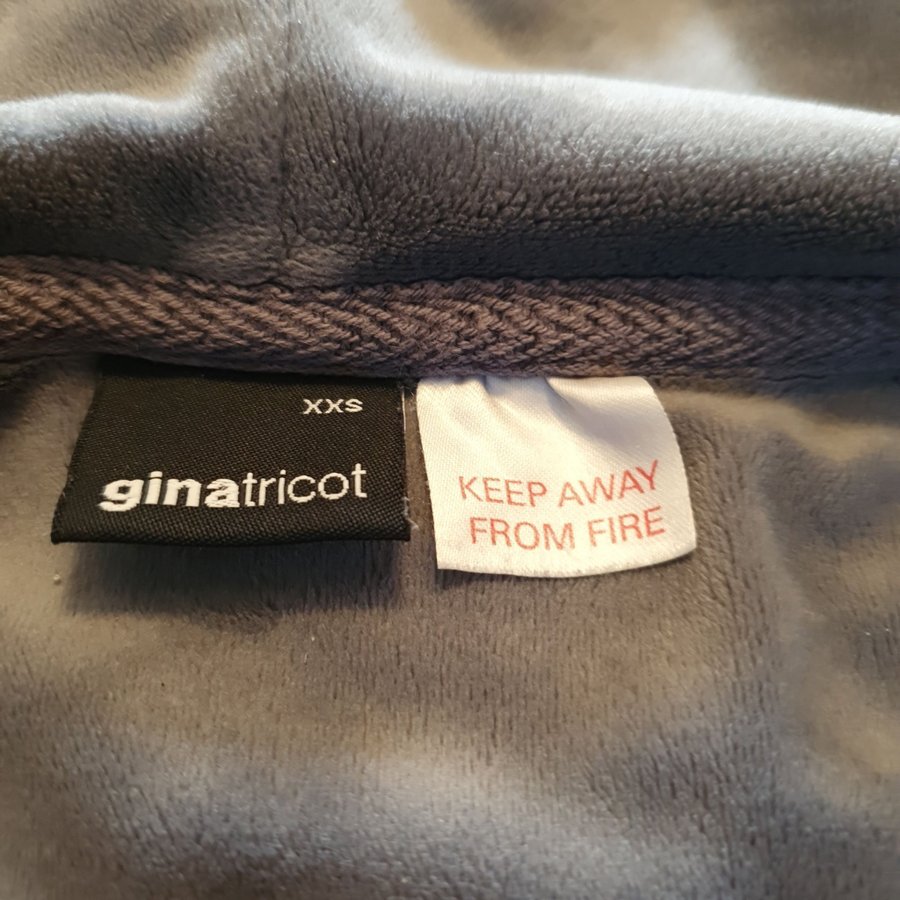 XXS
ginatricot
KEEP AWAY
FROM FIRE